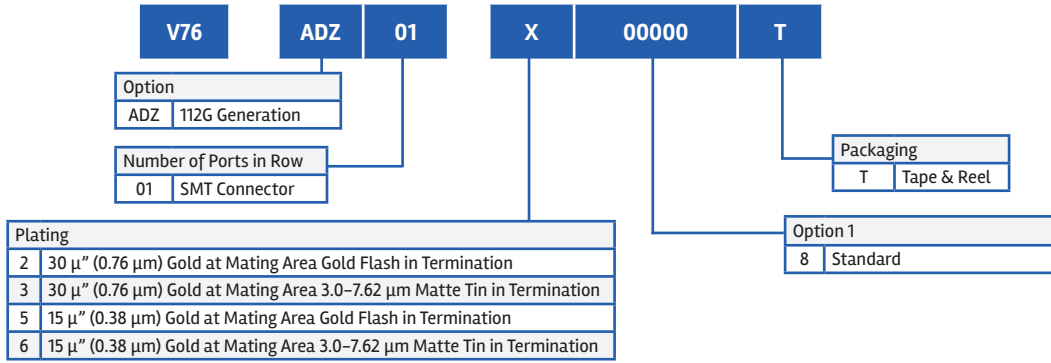 V76 ADZ 01 X 00000 T
Option
ADZ 112G Generation
Number of Ports in Row
01 SMT Connector
Packaging
T Tape & Reel
Plating
2 30 μ” (0.76 μm) Gold at Mating Area Gold Flash in Termination
3 30 μ” (0.76 μm) Gold at Mating Area 3.0–7.62 μm Matte Tin in Termination
5 15 μ” (0.38 μm) Gold at Mating Area Gold Flash in Termination
6 15 μ” (0.38 μm) Gold at Mating Area 3.0–7.62 μm Matte Tin in Termination
Option 1
8 Standard